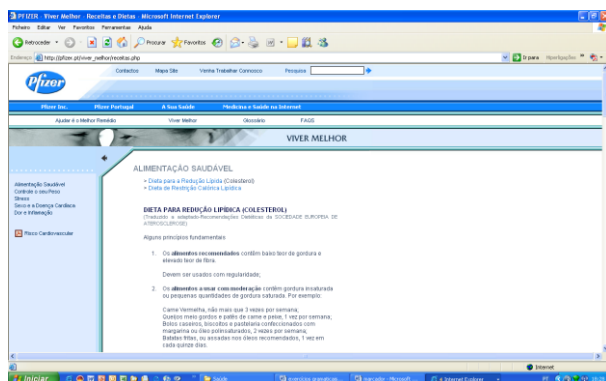 PFIZER - Viver Melhor - Receitas e Dietas - Microsoft Internet Explorer
Ficheiro Editar Ver Favoritos Ferramentas Ajuda
Retroceder Procurar Favoritos
Endereço http://pfizer.pt/viver_melhor/receitas.php Ir para Hiperligações
Contactos Mapa Site Venha Trabalhar Connosco Pesquisa
Pfizer
Pfizer Inc. Pfizer Portugal A Sua Saúde Medicina e Saúde na Internet
Ajudar é o Melhor Remédio Viver Melhor Glossário FAQS
VIVER MELHOR
ALIMENTAÇÃO SAUDÁVEL
Dieta para a Redução Lípida (Colesterol)
Dieta de Restrição Calórica Lipídica
Alimentação Saudável
Controle o seu Peso
Stress
Sexo e a Doença Cardíaca
Dor e Inflamação
Risco Cardiovascular
DIETA PARA REDUÇÃO LIPÍDICA (COLESTEROL)
(Traduzido e adaptado-Recomendações Dietéticas da SOCIEDADE EUROPEIA DE
ATEROSCLEROSE)
Alguns princípios fundamentais
1. Os alimentos recomendados contêm baixo teor de gordura e
elevado teor de fibra.
Devem ser usados com regularidade;
2. Os alimentos a usar com moderação contêm gordura insaturada
ou pequenas quantidades de gordura saturada. Por exemplo:
Carne Vermelha, não mais que 3 vezes por semana;
Queijos meio gordos e patés de carne e peixe, 1 vez por semana;
Bolos caseiros, biscoitos e pastelaria confeccionados com
margarina ou óleo polinsaturados, 2 vezes por semana;
Batatas fritas, ou assadas nos óleos recomendados, 1 vez em
cada quinze dias.
Internet
Iniciar Saúde Internet Explorer